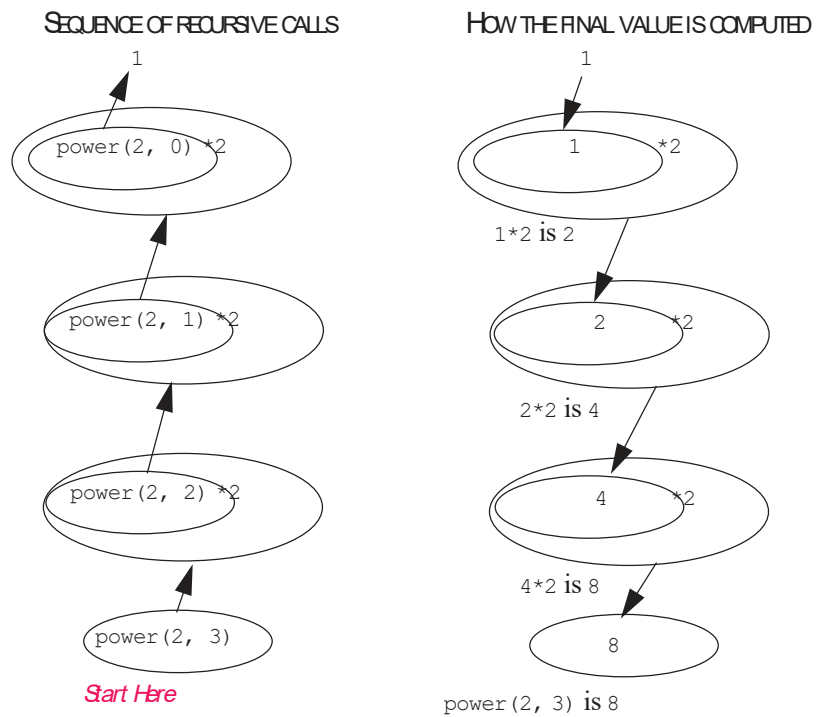 SEQUENCE OF RECURSIVE CALLS
1
power(2, 0) *2
power(2, 1) *2
power(2, 2) *2
power(2, 3)
Start Here
HOW THE FINAL VALUE IS COMPUTED
1
1 *2
1*2 is 2
2 *2
2*2 is 4
4 *2
4*2 is 8
8
power(2, 3) is 8